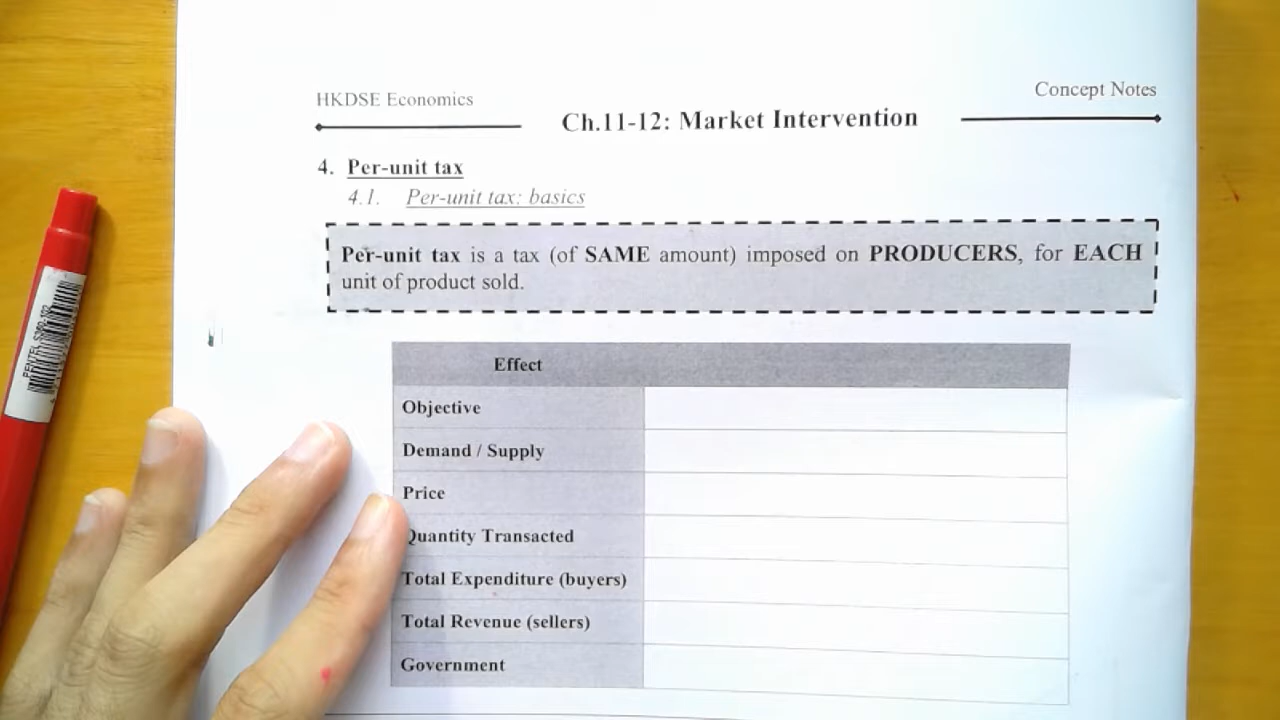 HKDSE Economics
Concept Notes
Ch.11-12: Market Intervention
4. Per-unit tax
4.1. Per-unit tax: basics
Per-unit tax is a tax (of SAME amount) imposed on PRODUCERS, for EACH
unit of product sold.
Effect
Objective
Demand / Supply
Price
Quantity Transacted
Total Expenditure (buyers)
Total Revenue (sellers)
Government